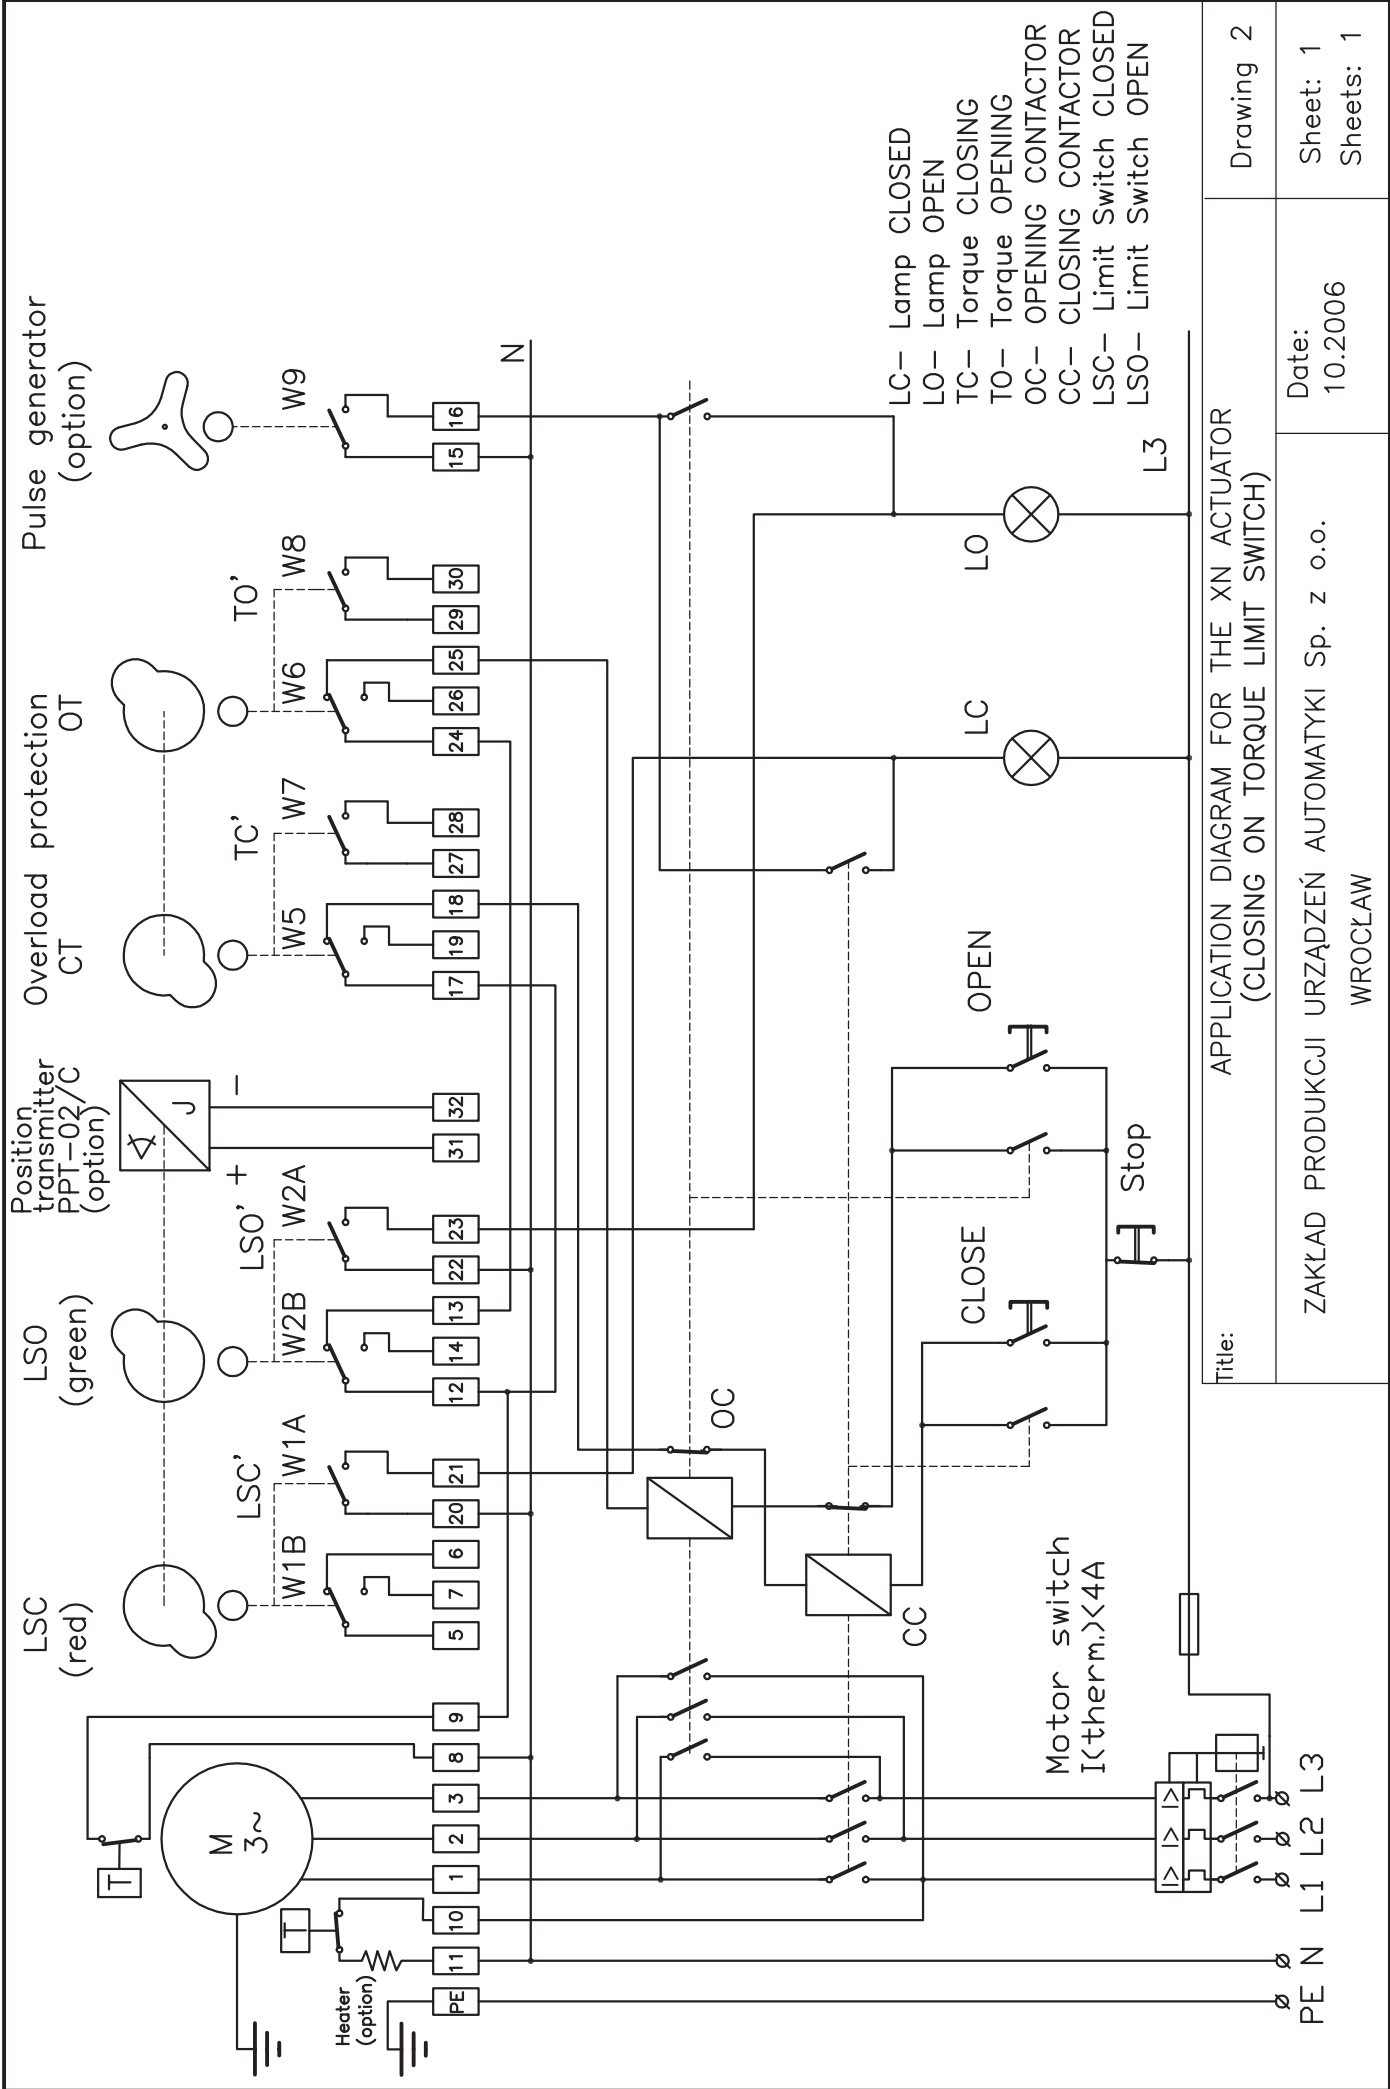 Heater
(option)
M
3~
T
T
LSC
(red)
LSC'
W1B
W1A
LSO
(green)
LSO'
W2B
W2A
Position
transmitter
PPT-02/C
(option)
J
+
−
Overload protection
CT
OT
TC'
W5
W7
TO'
W6
W8
Pulse generator
(option)
W9
PE
11
10
1
2
3
8
9
5
7
6
20
21
12
14
13
22
23
31
32
17
19
18
27
28
24
26
25
29
30
15
16
N
OC
CC
CLOSE
OPEN
Stop
LC
LO
L3
Motor switch
I(therm.)<4A
I>
I>
I>
PE
N
L1
L2
L3
LC− Lamp CLOSED
LO− Lamp OPEN
TC− Torque CLOSING
TO− Torque OPENING
OC− OPENING CONTACTOR
CC− CLOSING CONTACTOR
LSC− Limit Switch CLOSED
LSO− Limit Switch OPEN
Title:
APPLICATION DIAGRAM FOR THE XN ACTUATOR
(CLOSING ON TORQUE LIMIT SWITCH)
Drawing 2
ZAKŁAD PRODUKCJI URZĄDZEŃ AUTOMATYKI Sp. z o.o.
WROCŁAW
Date:
10.2006
Sheet: 1
Sheets: 1